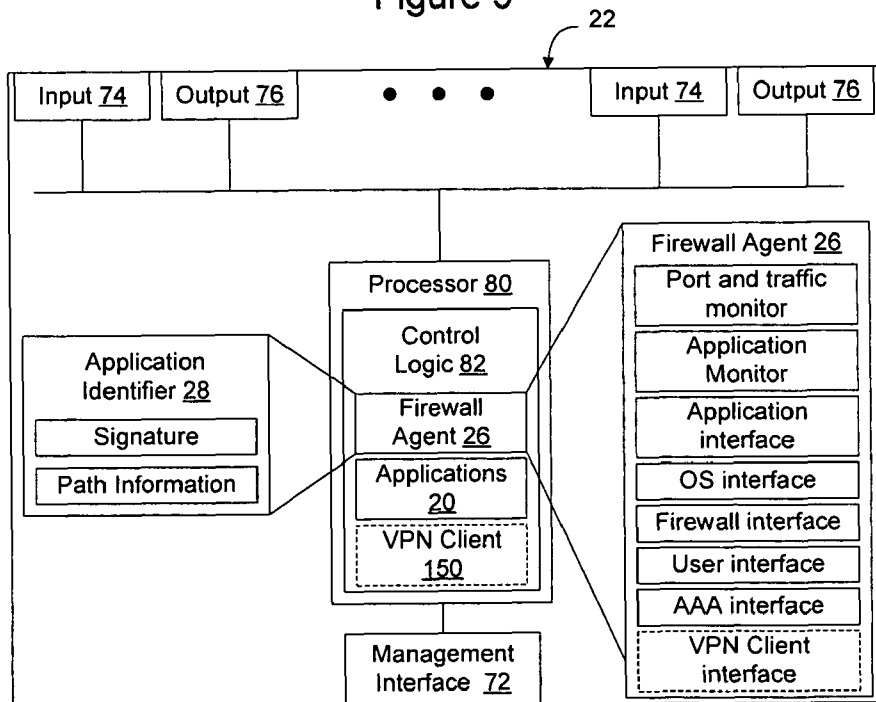 22
Input 74
Output 76
Input 74
Output 76
Processor 80
Control
Logic 82
Firewall
Agent 26
Applications
20
VPN Client
150
Application
Identifier 28
Signature
Path Information
Firewall Agent 26
Port and traffic
monitor
Application
Monitor
Application
interface
OS interface
Firewall interface
User interface
AAA interface
VPN Client
interface
Management
Interface 72